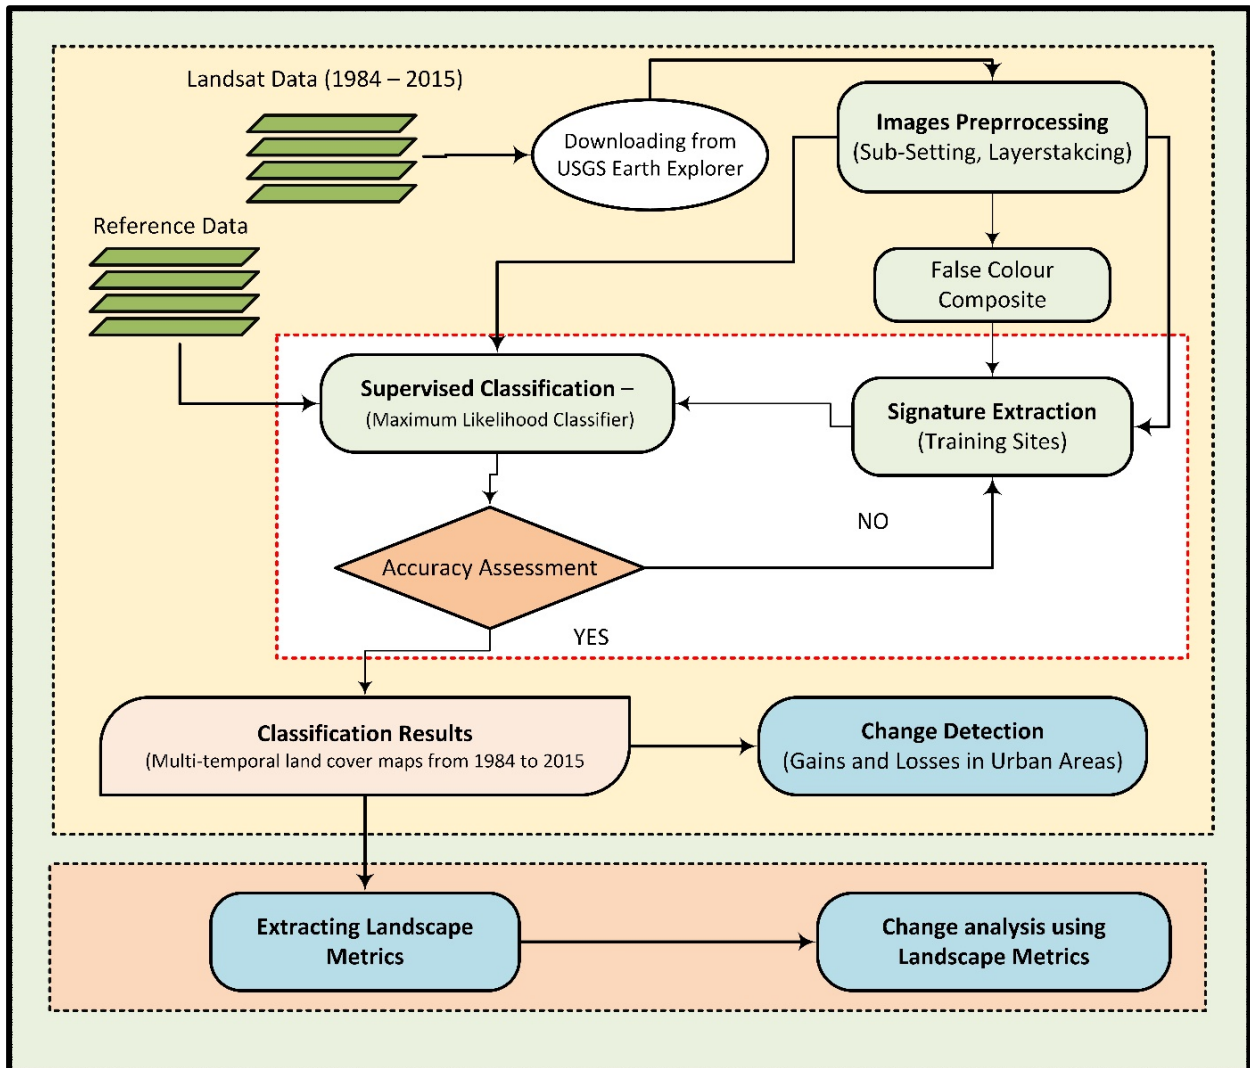 Landsat Data (1984 – 2015)
Downloading from
USGS Earth Explorer
Images Preprrocessing
(Sub-Setting, Layerstakcing)
Reference Data
False Colour
Composite
Supervised Classification –
(Maximum Likelihood Classifier)
Signature Extraction
(Training Sites)
NO
Accuracy Assessment
YES
Classification Results
(Multi-temporal land cover maps from 1984 to 2015
Change Detection
(Gains and Losses in Urban Areas)
Extracting Landscape
Metrics
Change analysis using
Landscape Metrics